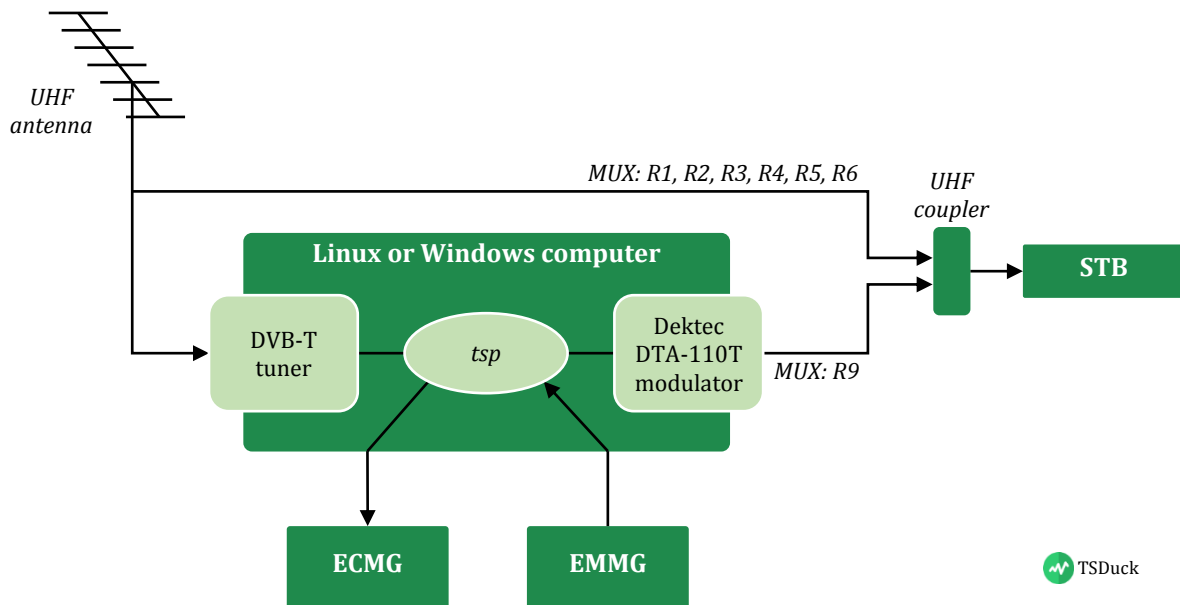 UHF
antenna
MUX: R1, R2, R3, R4, R5, R6
UHF
coupler
Linux or Windows computer
STB
DVB-T
tuner
tsp
Dektec
DTA-110T
modulator
MUX: R9
ECMG
EMMG
TSDuck